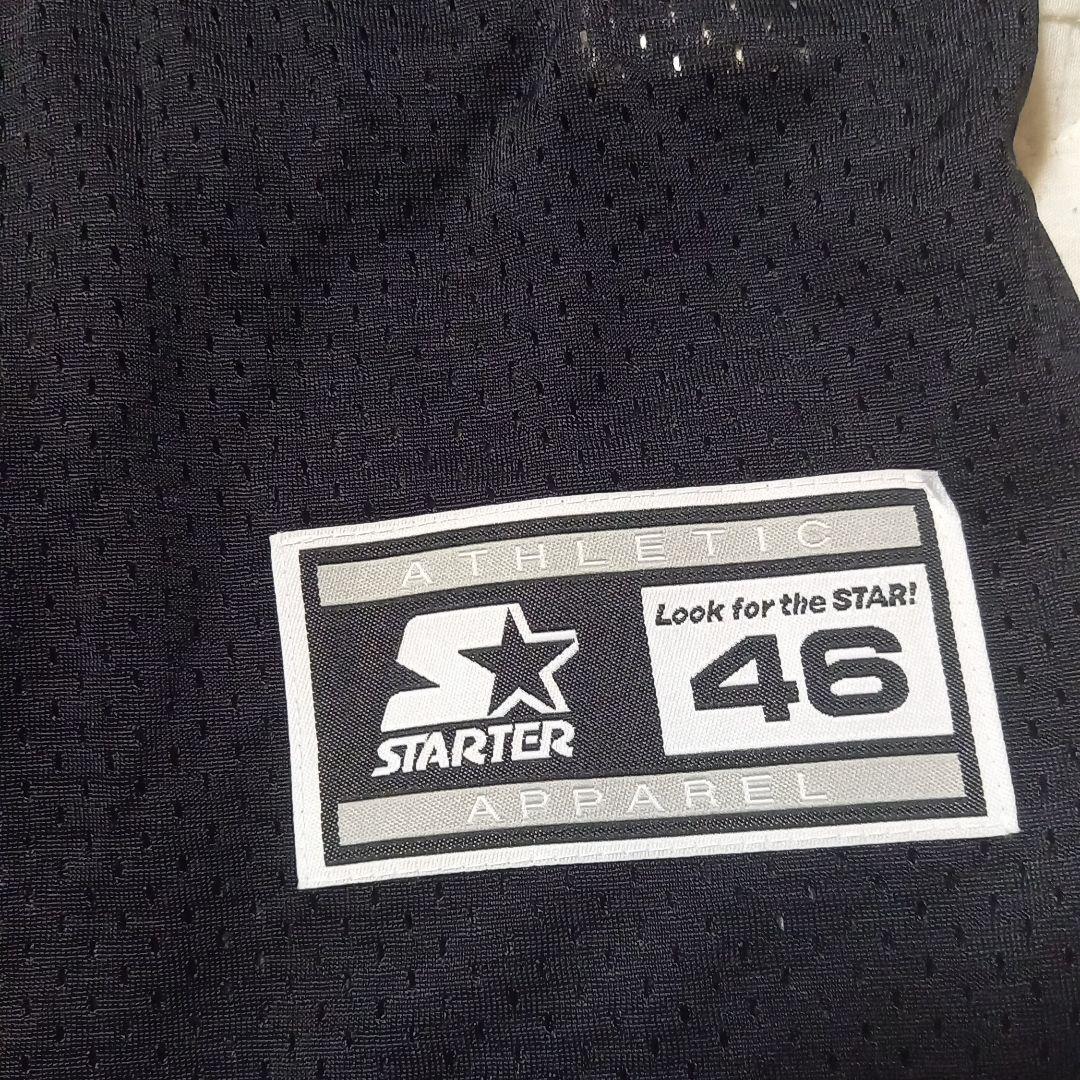 ATHLETIC
Look for the STAR!
46
STARTER
APPAREL